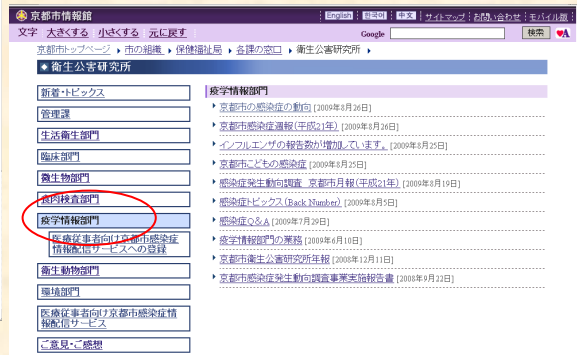 京都市情報館
English 한국어 中文 サイトマップ お問い合わせ モバイル版
文字 大きくする 小さくする 元に戻す Google 検索 A
京都市トップページ 市の組織 保健福祉局 各課の窓口 衛生公害研究所
衛生公害研究所
新着・トピックス
管理課
生活衛生部門
臨床部門
微生物部門
食肉検査部門
疫学情報部門
医療従事者向け京都市感染症
情報配信サービスへの登録
衛生動物部門
環境部門
医療従事者向け京都市感染症情
報配信サービス
ご意見・ご感想
疫学情報部門
京都市の感染症の動向 [2009年8月26日]
京都市感染症週報(平成21年) [2009年8月26日]
インフルエンザの報告数が増加しています。 [2009年8月25日]
京都市こどもの感染症 [2009年8月25日]
感染症発生動向調査 京都市月報(平成21年) [2009年8月19日]
感染症トピックス(Back Number) [2009年8月5日]
感染症Q&A [2009年7月29日]
疫学情報部門の業務 [2009年6月10日]
京都市衛生公害研究所年報 [2008年12月11日]
京都市感染症発生動向調査事業実施報告書 [2008年9月22日]